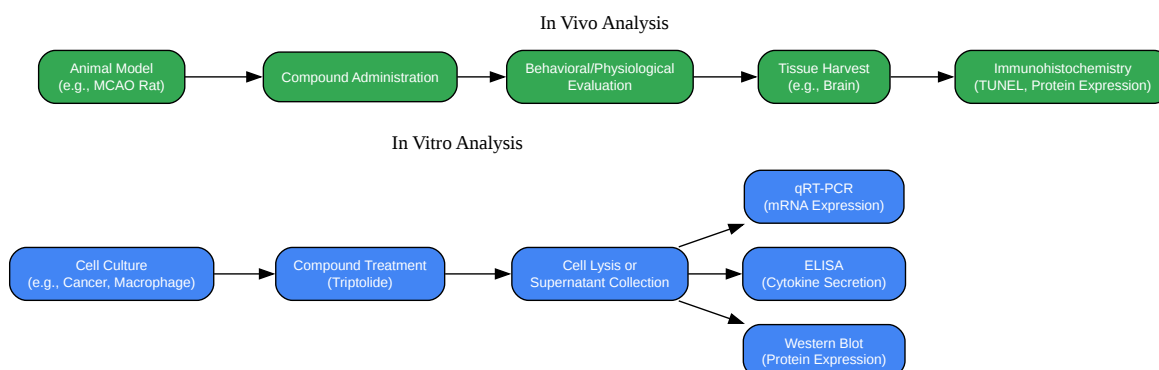 In Vivo Analysis
Animal Model
(e.g., MCAO Rat)
Compound Administration
Behavioral/Physiological
Evaluation
Tissue Harvest
(e.g., Brain)
Immunohistochemistry
(TUNEL, Protein Expression)
In Vitro Analysis
Cell Culture
(e.g., Cancer, Macrophage)
Compound Treatment
(Triptolide)
Cell Lysis or
Supernatant Collection
qRT-PCR
(mRNA Expression)
ELISA
(Cytokine Secretion)
Western Blot
(Protein Expression)